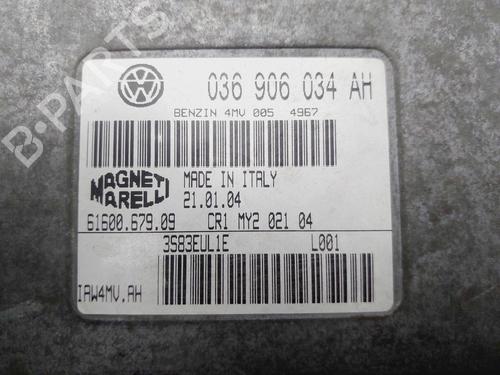 036 906 034 AH
BENZIN 4MV 005 4967
MAGNETI
MARELLI
MADE IN ITALY
21.01.04
61600.679.09 CR1 MY2 021 04
3S83EUL1E L001
IAW4MV.AH
B-PARTS